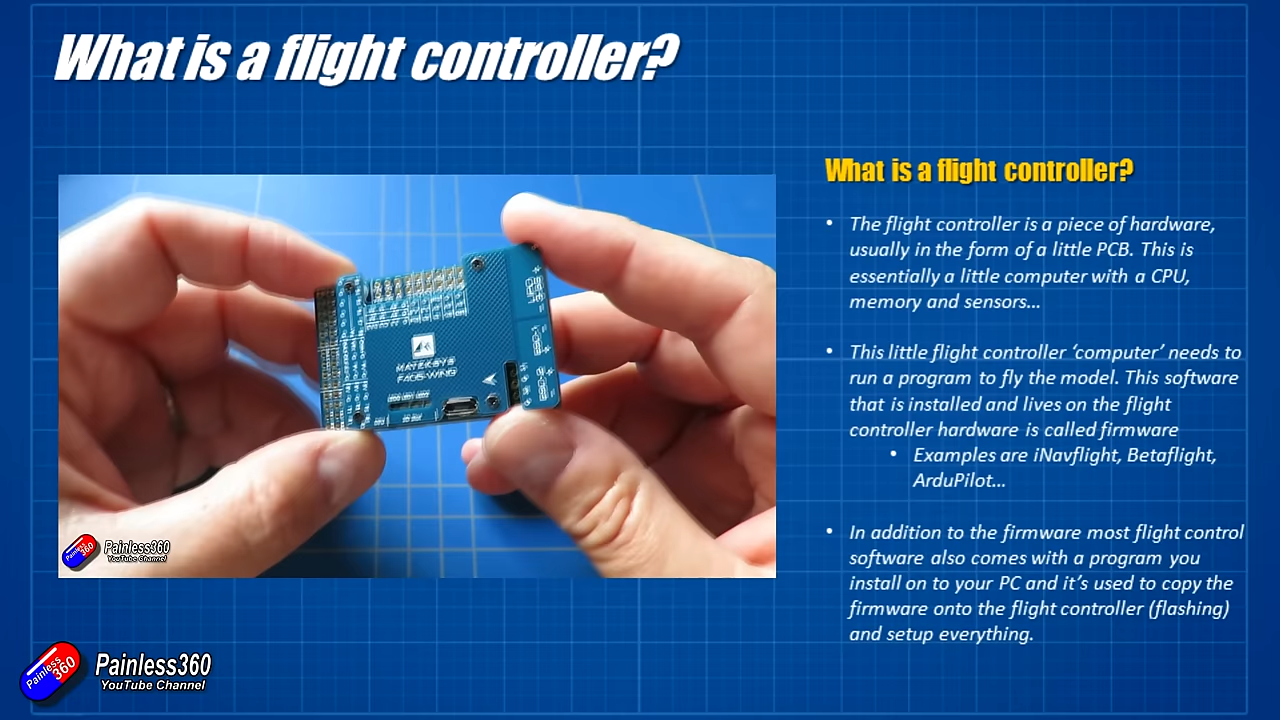 What is a flight controller?
What is a flight controller?
• The flight controller is a piece of hardware,
usually in the form of a little PCB. This is
essentially a little computer with a CPU,
memory and sensors...
• This little flight controller ‘computer’ needs to
run a program to fly the model. This software
that is installed and lives on the flight
controller hardware is called firmware
• Examples are iNavflight, Betaflight,
ArduPilot...
• In addition to the firmware most flight control
software also comes with a program you
install on to your PC and it’s used to copy the
firmware onto the flight controller (flashing)
and setup everything.
MATEKSYS
F405-WING
Painless360
Painless360
YouTube Channel
Painless360
Painless360
YouTube Channel